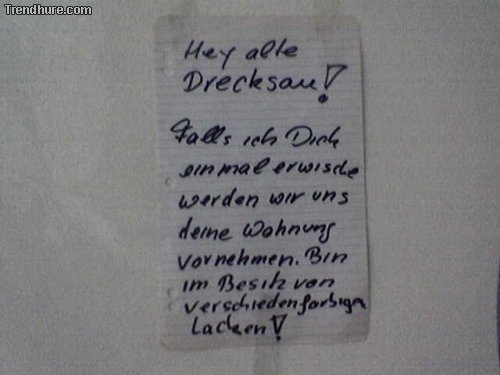 Trendhure.com
Hey alte
Drecksau!
Falls ich Dich
einmal erwische
werden wir uns
deine Wohnung
vornehmen. Bin
im Besitz von
verschiedenfarbigen
Lacken!